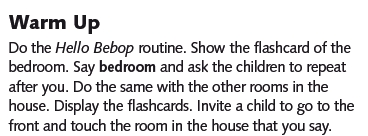 Warm Up
Do the Hello Bebop routine. Show the flashcard of the
bedroom. Say bedroom and ask the children to repeat
after you. Do the same with the other rooms in the
house. Display the flashcards. Invite a child to go to the
front and touch the room in the house that you say.